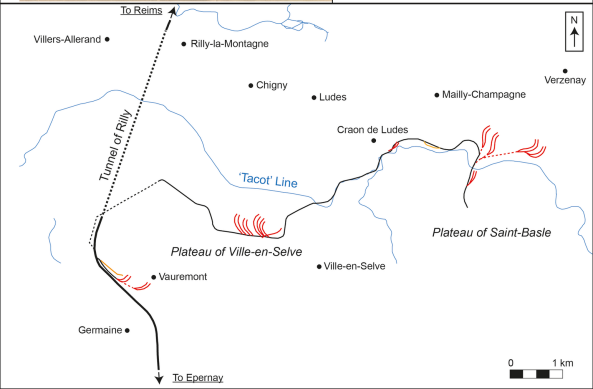 To Reims
N
Villers-Allerand
Rilly-la-Montagne
Verzenay
Chigny
Ludes
Mailly-Champagne
Tunnel of Rilly
Craon de Ludes
'Tacot' Line
Plateau of Saint-Basle
Plateau of Ville-en-Selve
Ville-en-Selve
Vauremont
Germaine
0 1 km
To Epernay